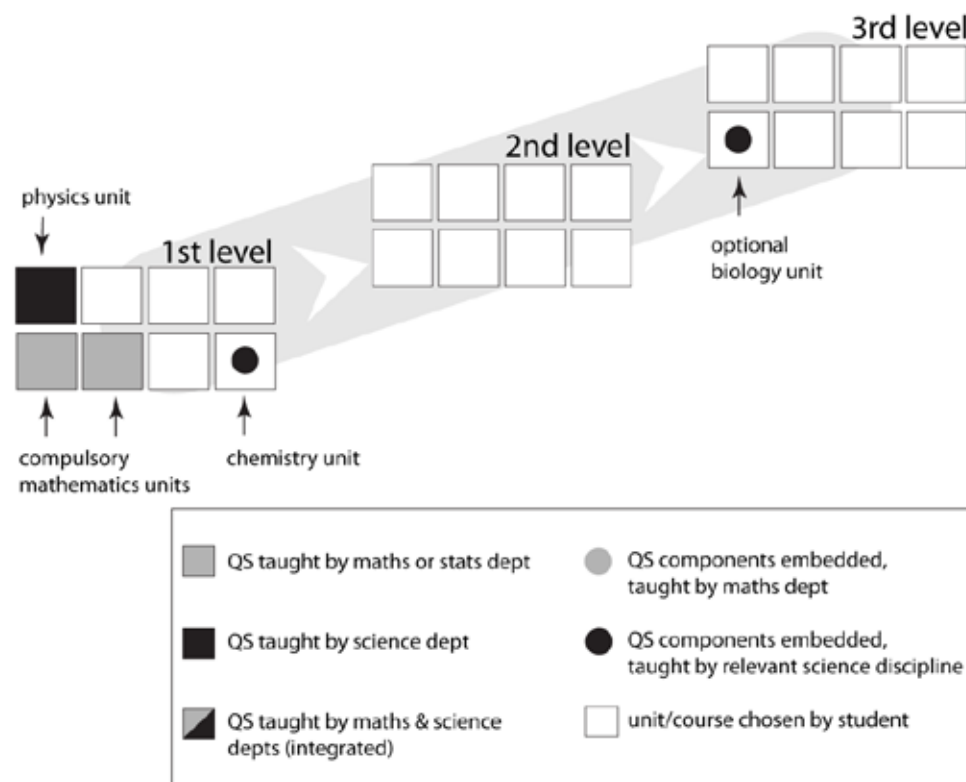 3rd level
2nd level
physics unit
1st level
optional
biology unit
compulsory
mathematics units
chemistry unit
QS taught by maths or stats dept
QS components embedded,
taught by maths dept
QS taught by science dept
QS components embedded,
taught by relevant science discipline
QS taught by maths & science
depts (integrated)
unit/course chosen by student